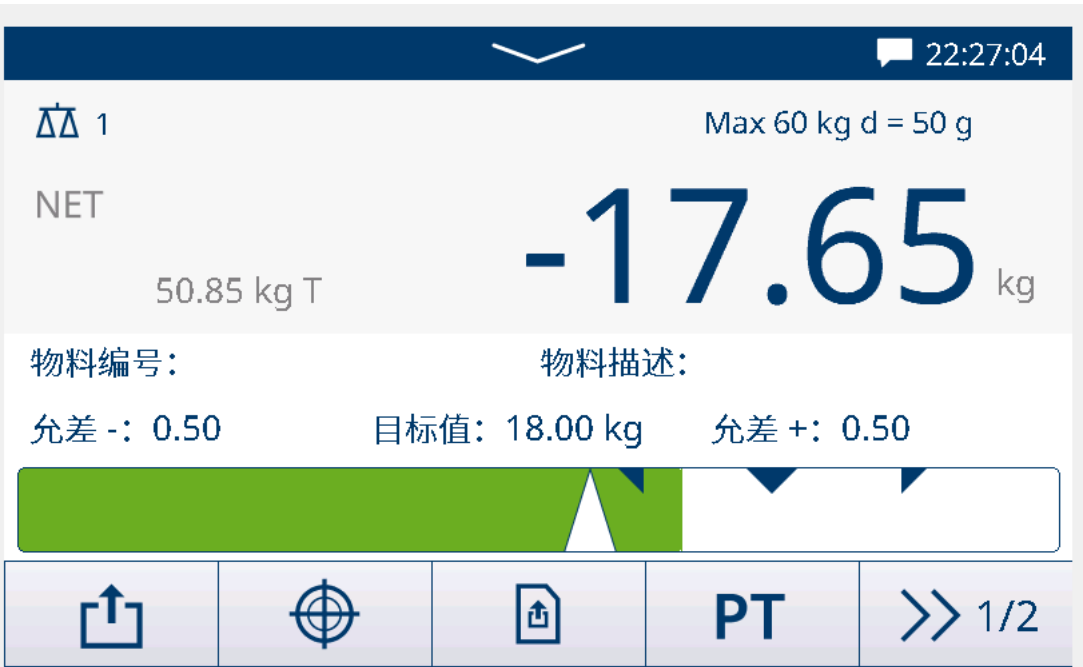 22:27:04
1
Max 60 kg d = 50 g
NET
-17.65 kg
50.85 kg T
物料编号： 物料描述：
允差 -：0.50 目标值：18.00 kg 允差 +：0.50
PT 1/2